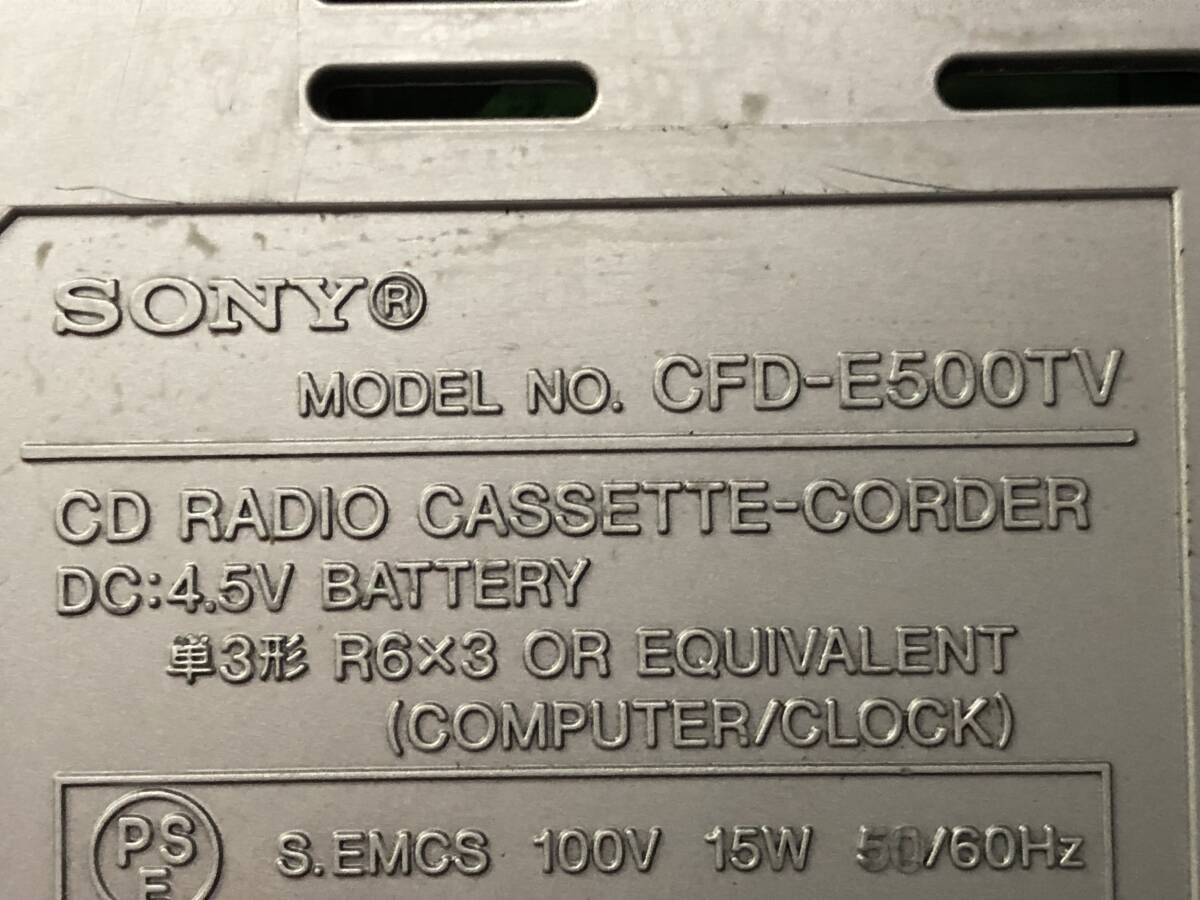 SONY®
MODEL NO. CFD-E500TV
CD RADIO CASSETTE-CORDER
DC:4.5V BATTERY
単3形 R6×3 OR EQUIVALENT
(COMPUTER/CLOCK)
PS
E
S.EMCS 100V 15W 50/60Hz